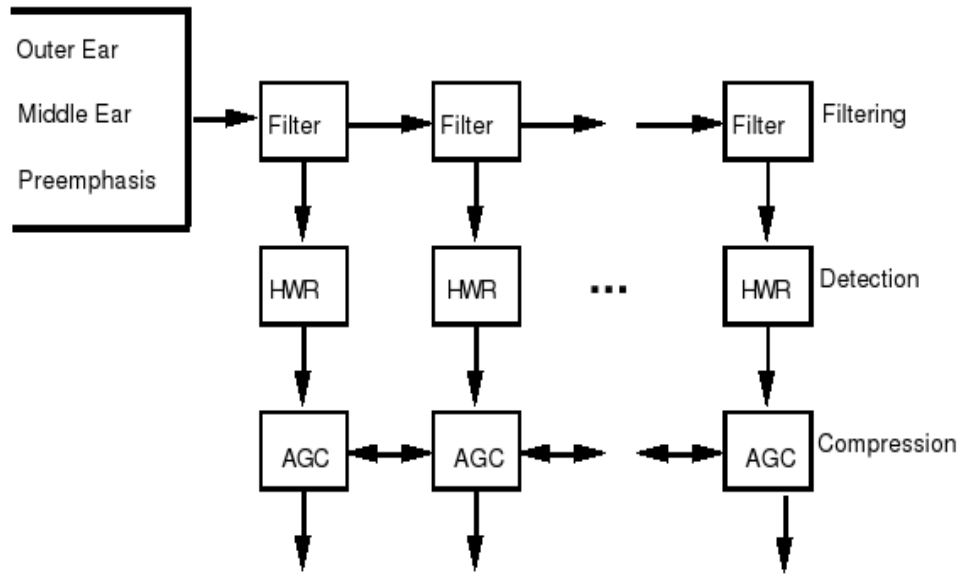 Outer Ear
Middle Ear
Preemphasis
Filter Filter Filter Filtering
HWR HWR ... HWR Detection
AGC AGC AGC Compression